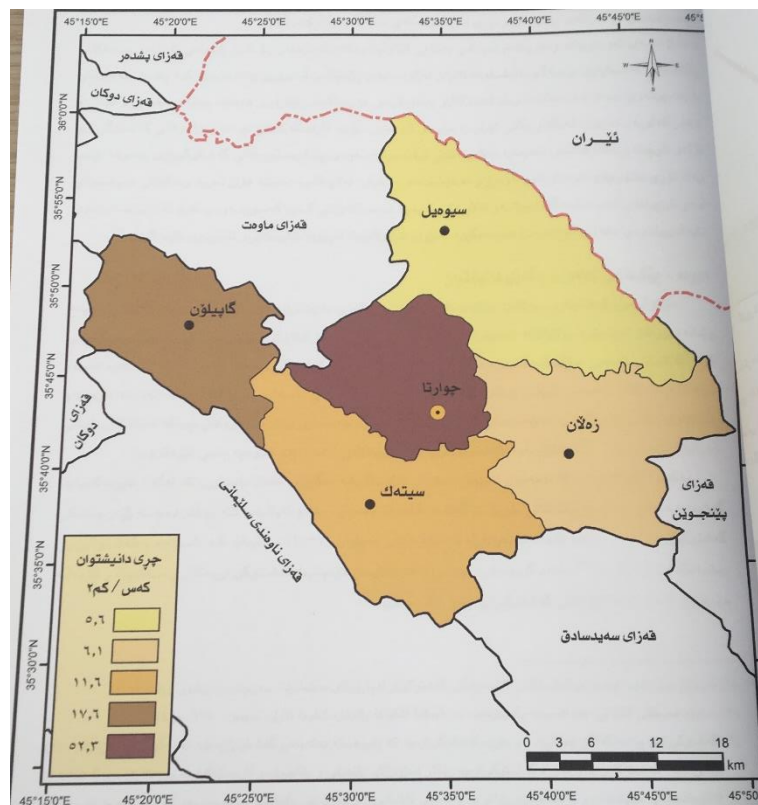 45°15'0"E
45°20'0"E
45°25'0"E
45°30'0"E
45°35'0"E
45°40'0"E
45°45'0"E
قەزای پشدەر
قەزای دوکان
ئێـــران
سیوەیل
قەزای ماوەت
گاپیلۆن
چوارتا
زەڵان
قەزای
دوکان
سیتەك
قەزای
پێنجوێن
قەزای ناوەندی سلێمانی
قەزای سەیدسادق
چڕی دانیشتوان
کەس / کم٢
٥,٦
٦,١
١١,٦
١٧,٦
٥٢,٣
36°0'0"N
35°55'0"N
35°50'0"N
35°45'0"N
35°40'0"N
35°35'0"N
35°30'0"N
0 3 6 12 18
km
45°15'0"E
45°20'0"E
45°25'0"E
45°30'0"E
45°35'0"E
45°40'0"E
45°45'0"E